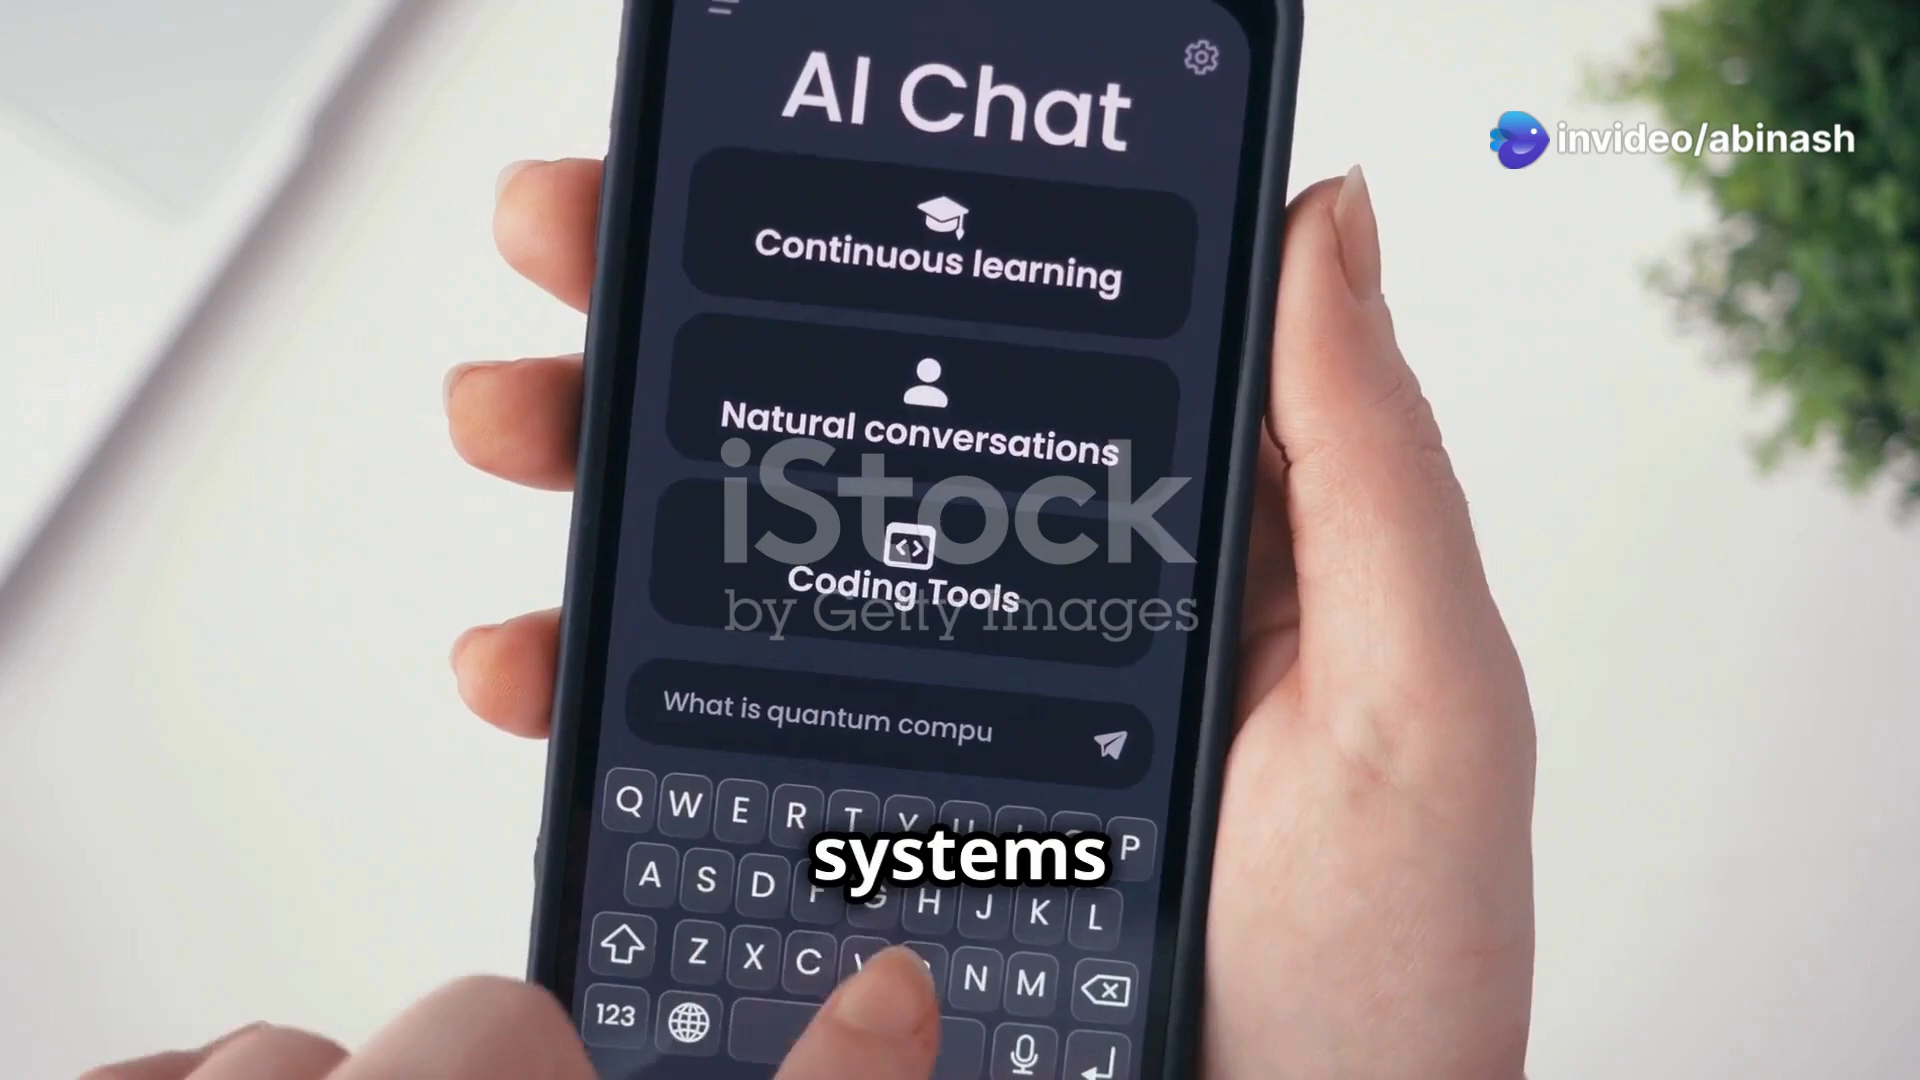 AI Chat
invideo/abinash
Continuous learning
Natural conversations
iStock
Coding Tools
by Getty Images
What is quantum compu
Q W E R T Y U I O P
systems
A S D F G H J K L
Z X C V B N M
123